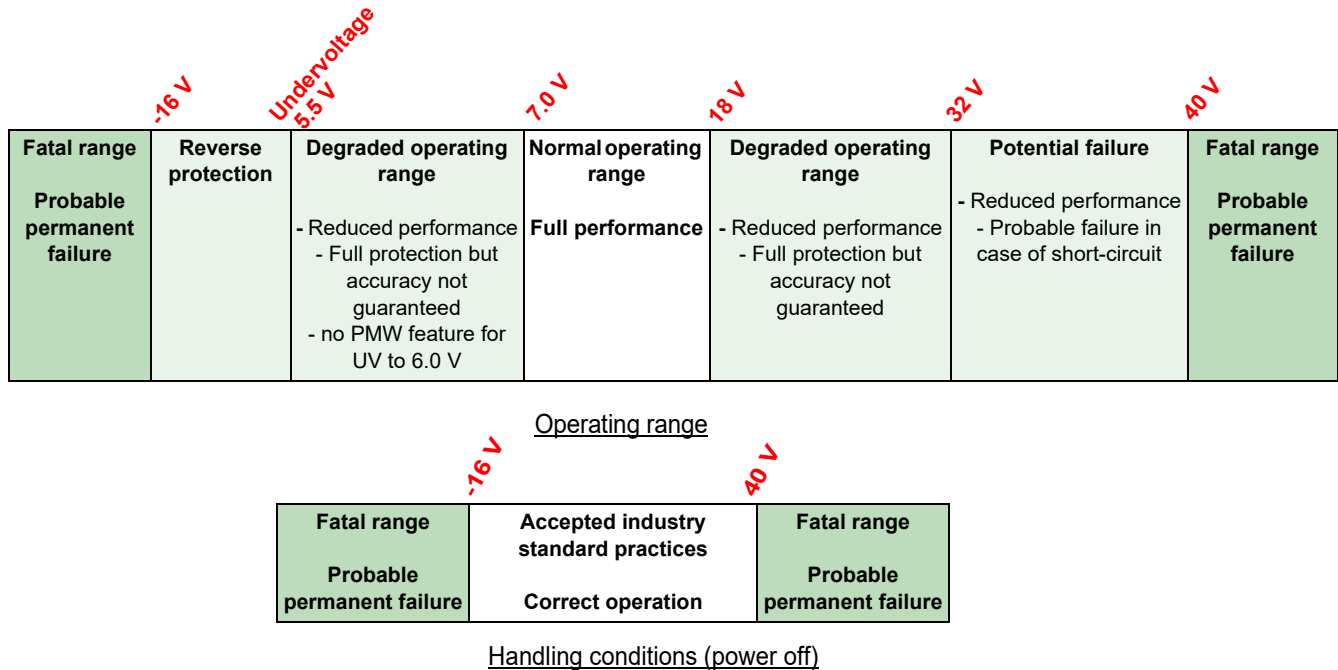 -16 V
Undervoltage
5.5 V
7.0 V
18 V
32 V
40 V
Fatal range
Probable
permanent
failure
Reverse
protection
Degraded operating
range
- Reduced performance
- Full protection but
accuracy not
guaranteed
- no PMW feature for
UV to 6.0 V
Normal operating
range
Full performance
Degraded operating
range
- Reduced performance
- Full protection but
accuracy not
guaranteed
Potential failure
- Reduced performance
- Probable failure in
case of short-circuit
Fatal range
Probable
permanent
failure
Operating range
-16 V
40 V
Fatal range
Probable
permanent failure
Accepted industry
standard practices
Correct operation
Fatal range
Probable
permanent failure
Handling conditions (power off)